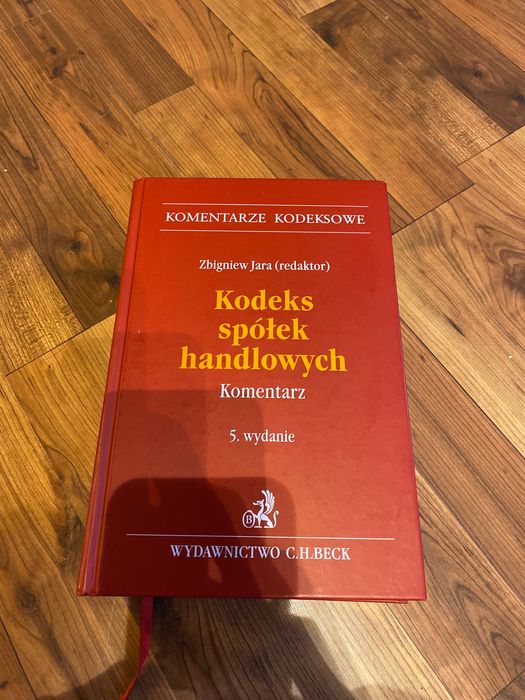 KOMENTARZE KODEKSOWE
Zbigniew Jara (redaktor)
Kodeks
spółek
handlowych
Komentarz
5. wydanie
B
WYDAWNICTWO C.H.BECK